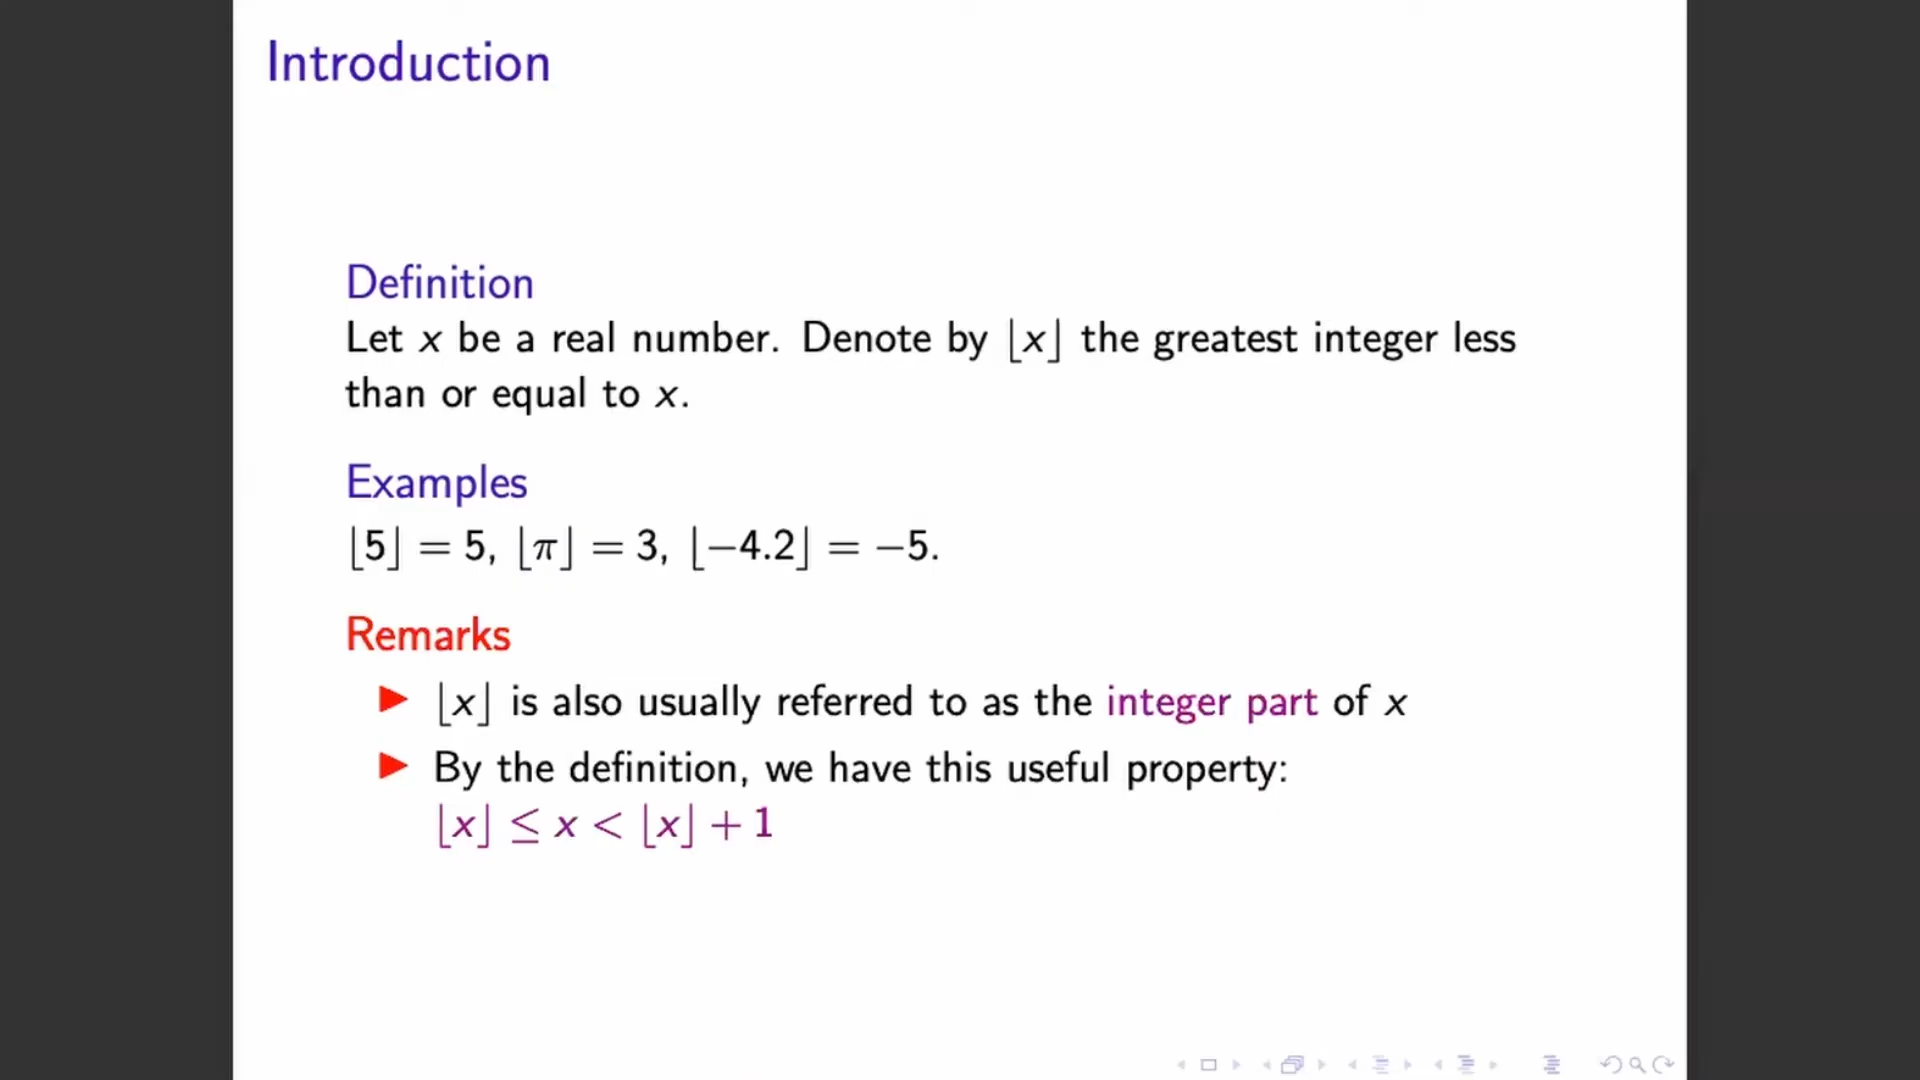 Introduction
Definition
Let x be a real number. Denote by ⌊x⌋ the greatest integer less
than or equal to x.
Examples
⌊5⌋ = 5, ⌊π⌋ = 3, ⌊−4.2⌋ = −5.
Remarks
▶ ⌊x⌋ is also usually referred to as the integer part of x
▶ By the definition, we have this useful property:
⌊x⌋ ≤ x < ⌊x⌋ + 1